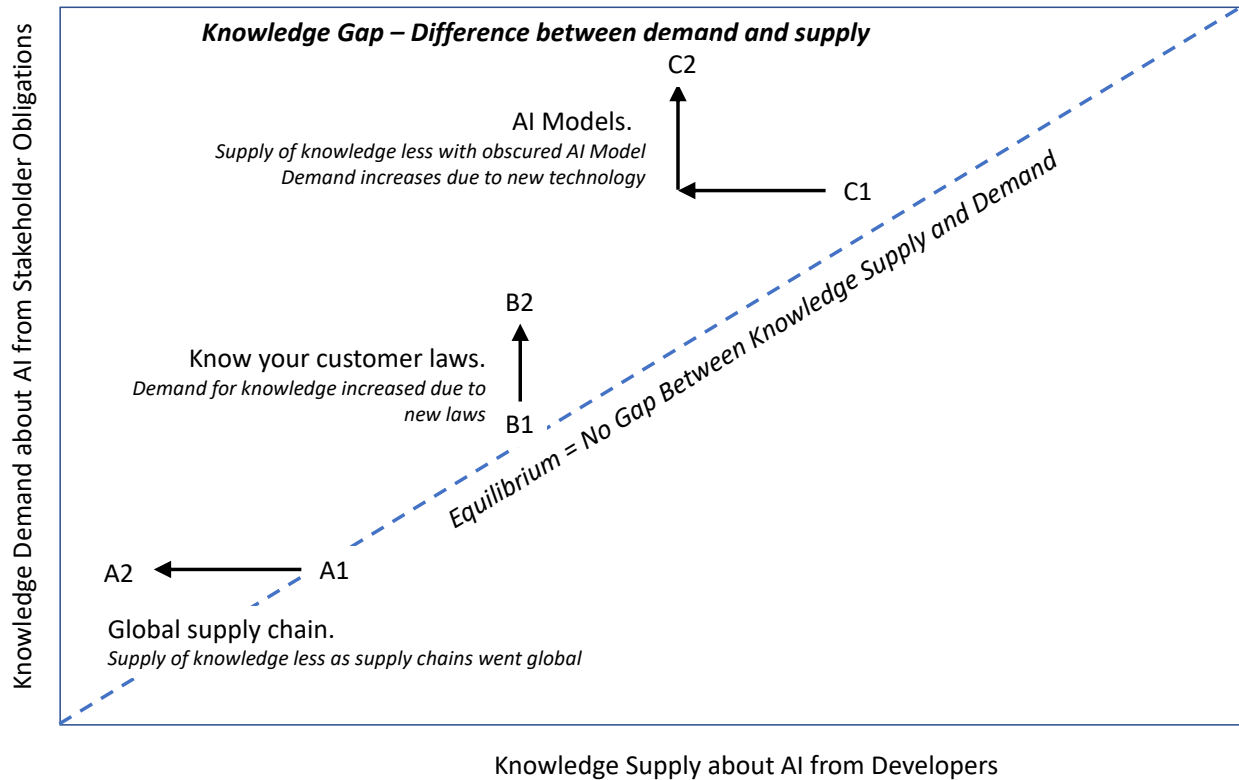 Knowledge Gap – Difference between demand and supply
C2
AI Models.
Supply of knowledge less with obscured AI Model
Demand increases due to new technology
C1
B2
Know your customer laws.
Demand for knowledge increased due to
new laws
B1
Equilibrium = No Gap Between Knowledge Supply and Demand
A2
A1
Global supply chain.
Supply of knowledge less as supply chains went global
Knowledge Demand about AI from Stakeholder Obligations
Knowledge Supply about AI from Developers